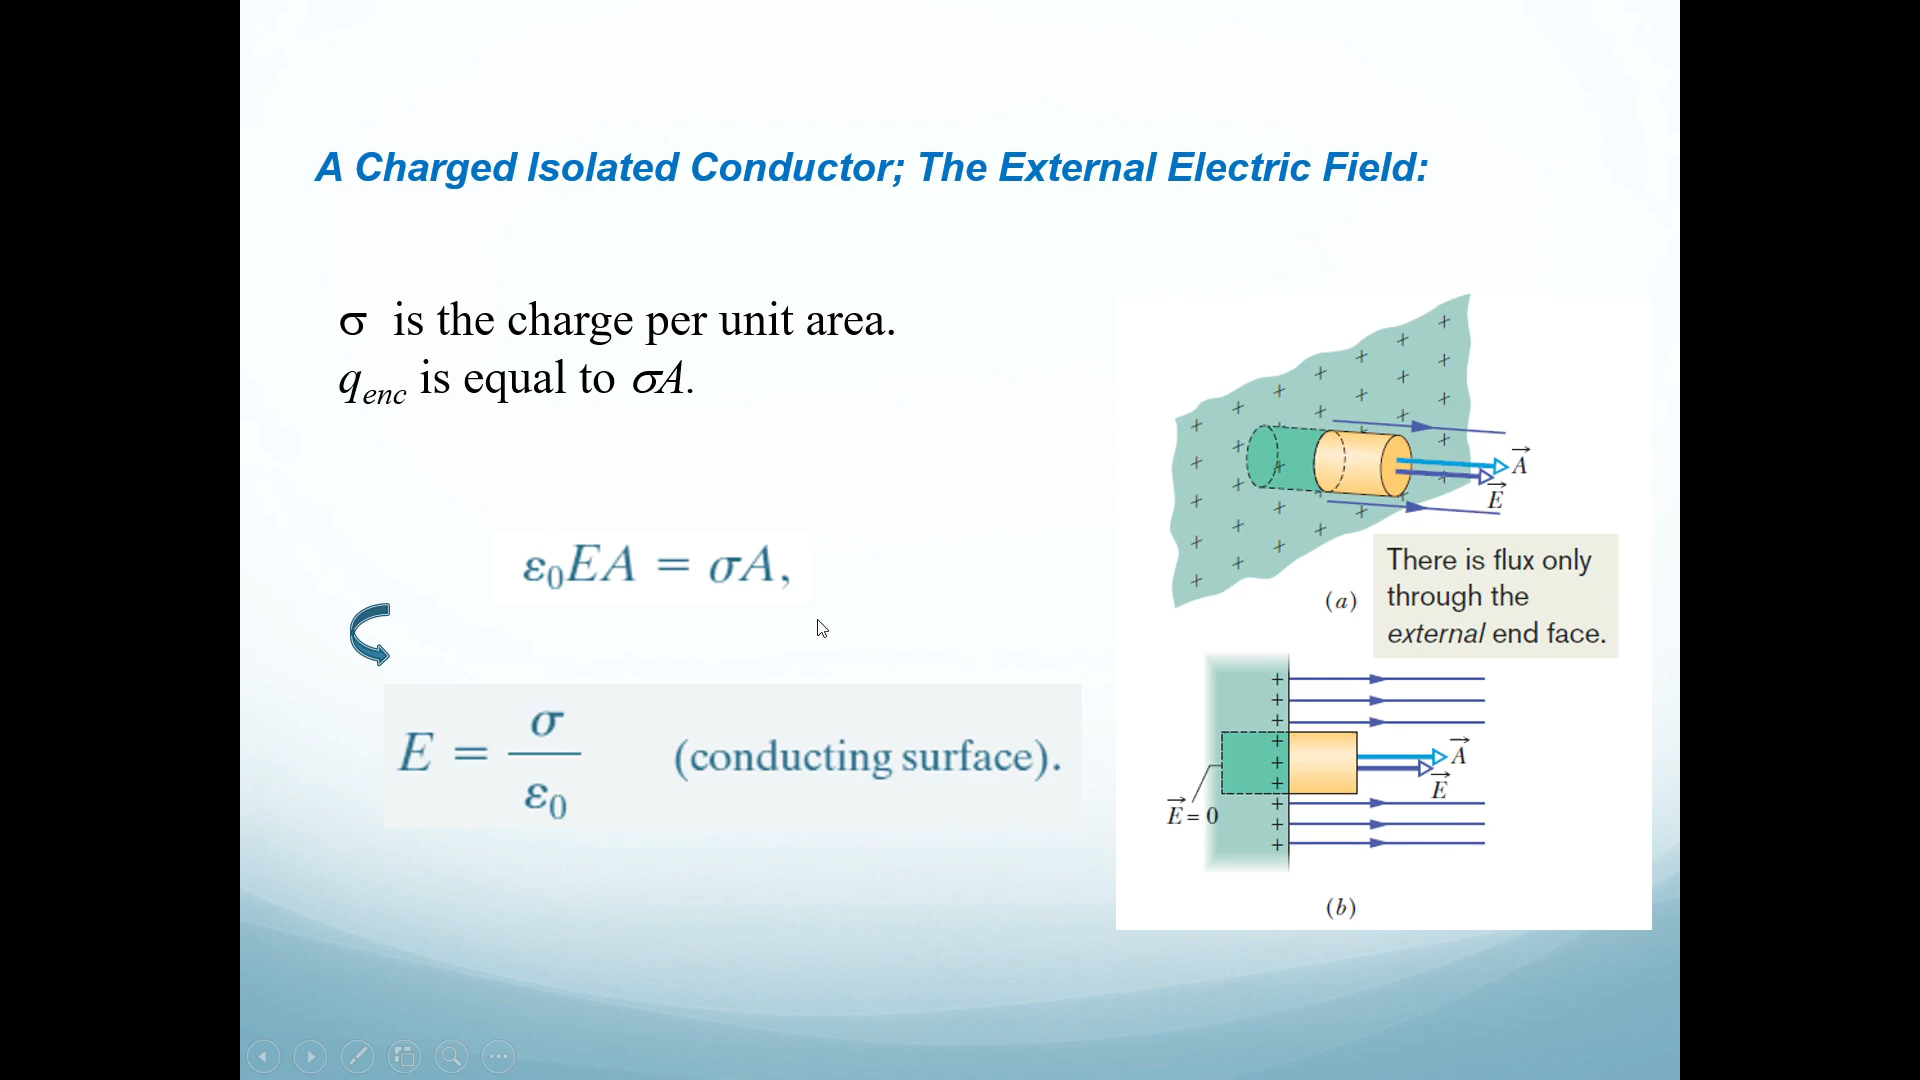 A Charged Isolated Conductor; The External Electric Field:
σ is the charge per unit area.
q_enc is equal to σA.
ε₀EA = σA,
E = σ/ε₀ (conducting surface).
A⃗
E⃗
There is flux only
through the
external end face.
(a)
A⃗
E⃗
E⃗ = 0
(b)